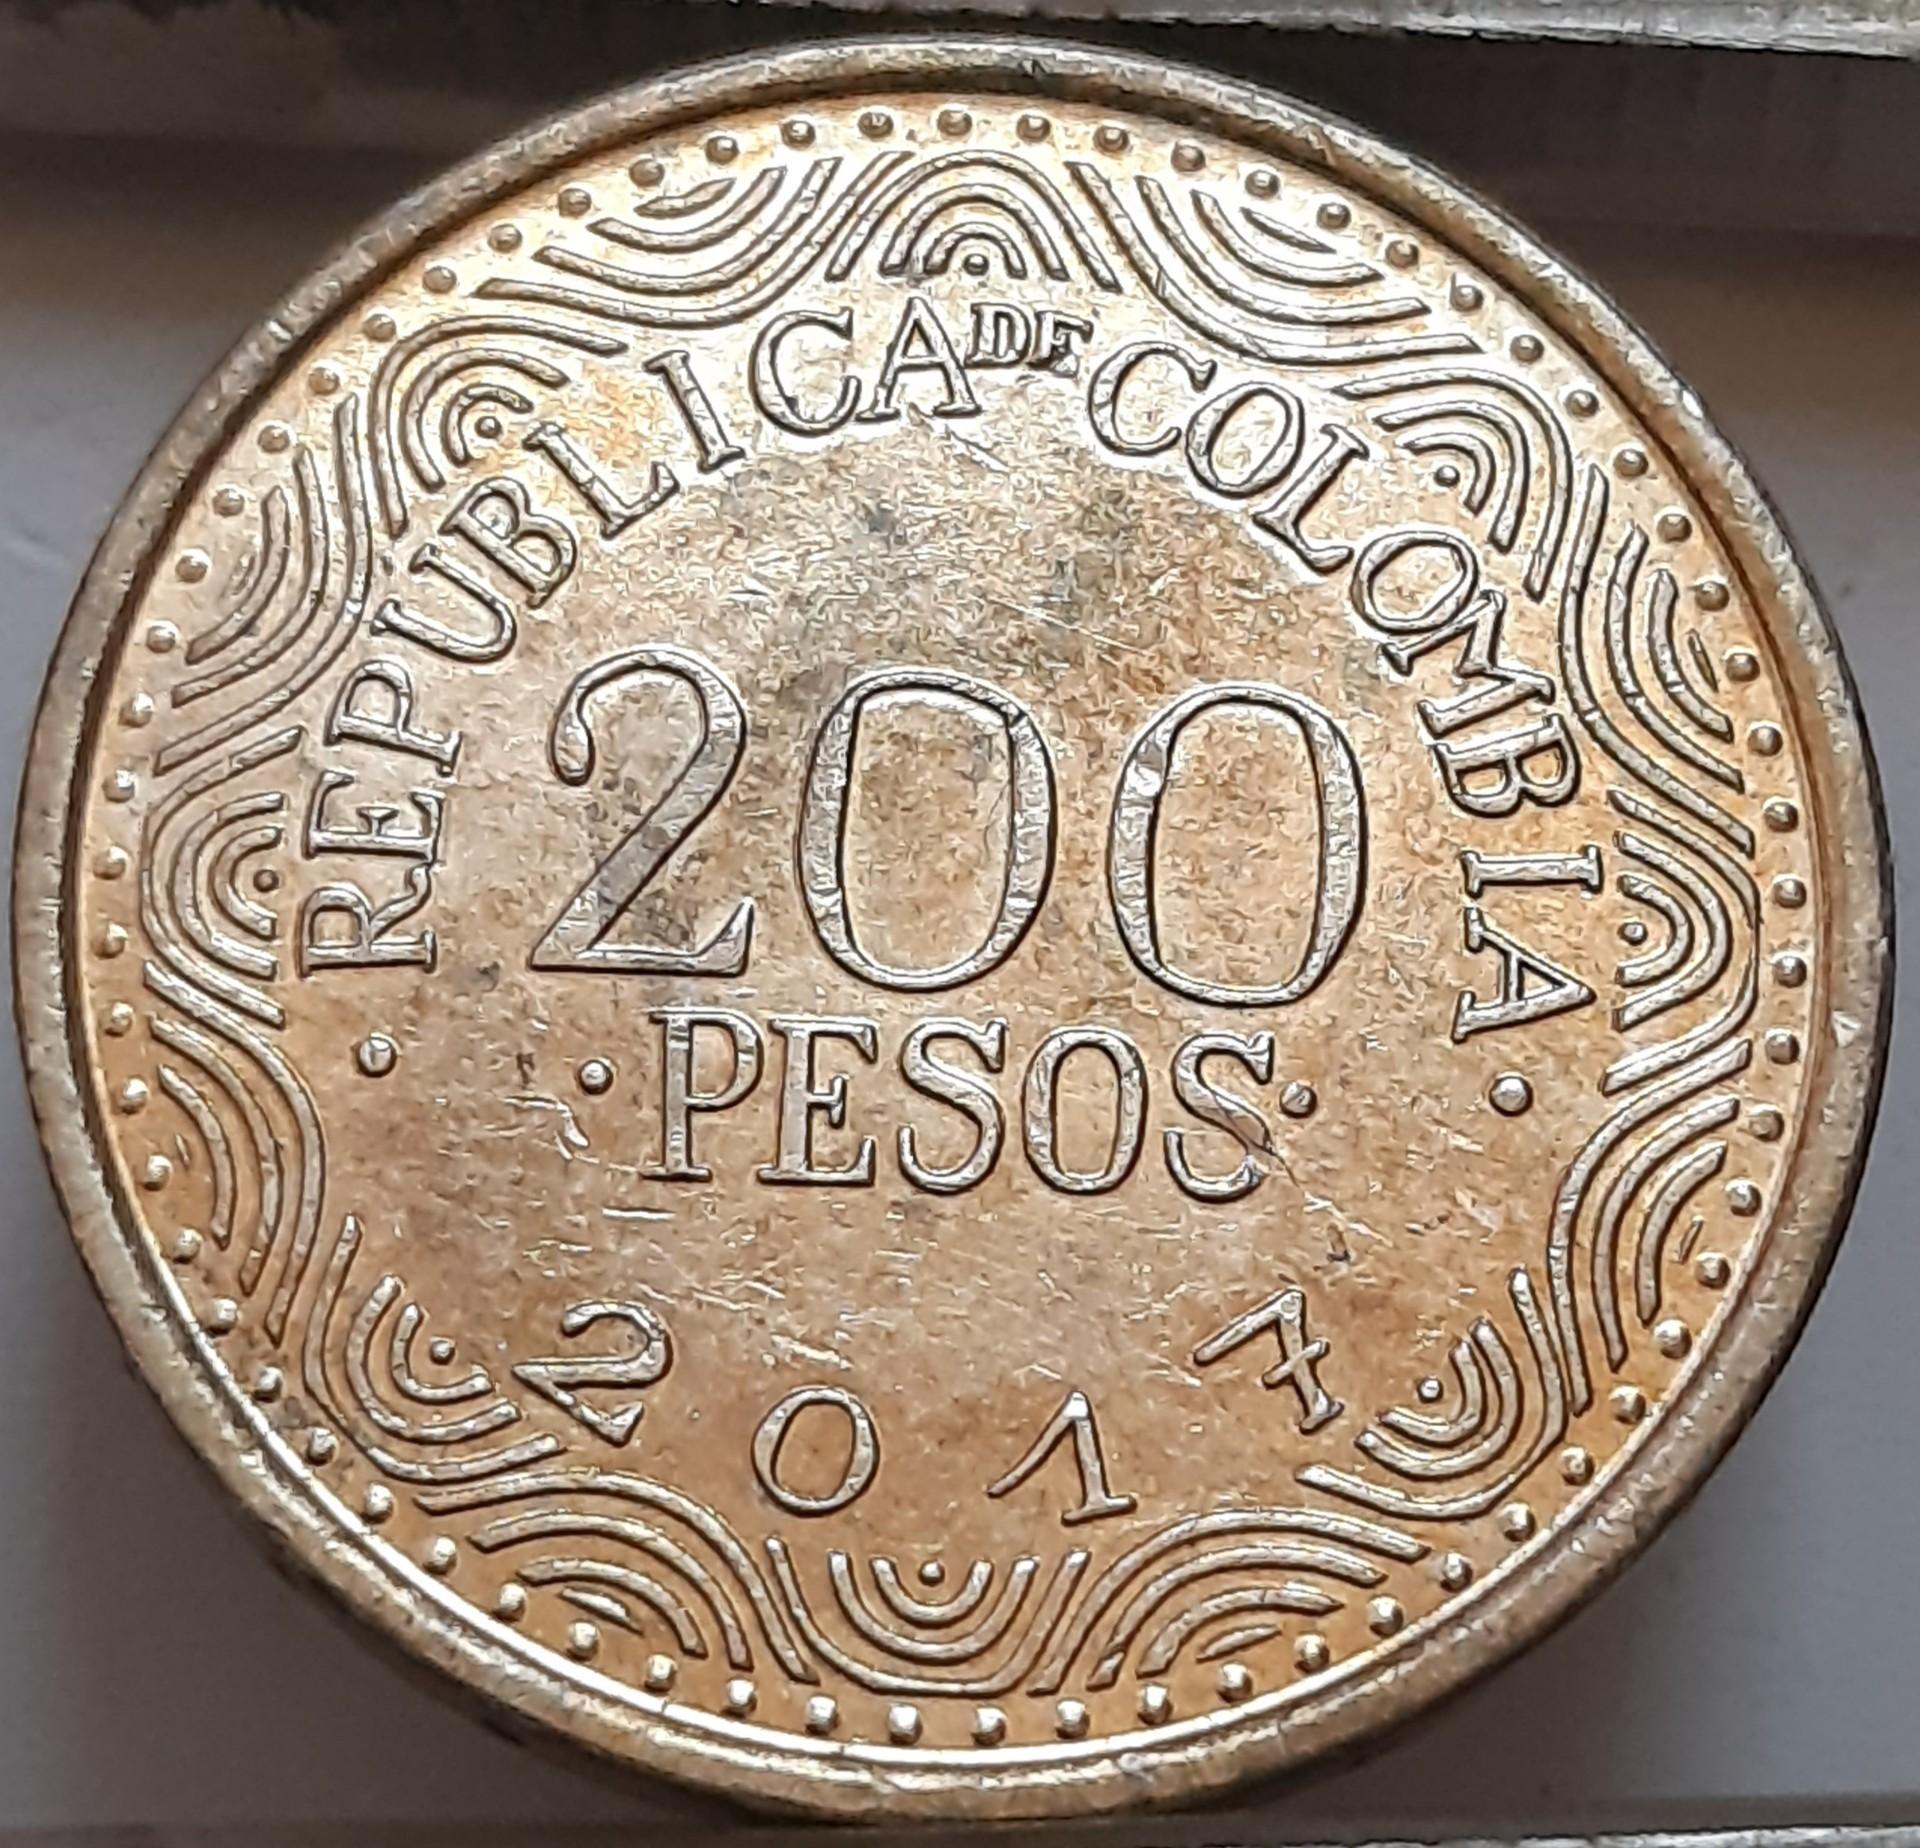 REPUBLICA DE COLOMBIA
200
·PESOS·
2017